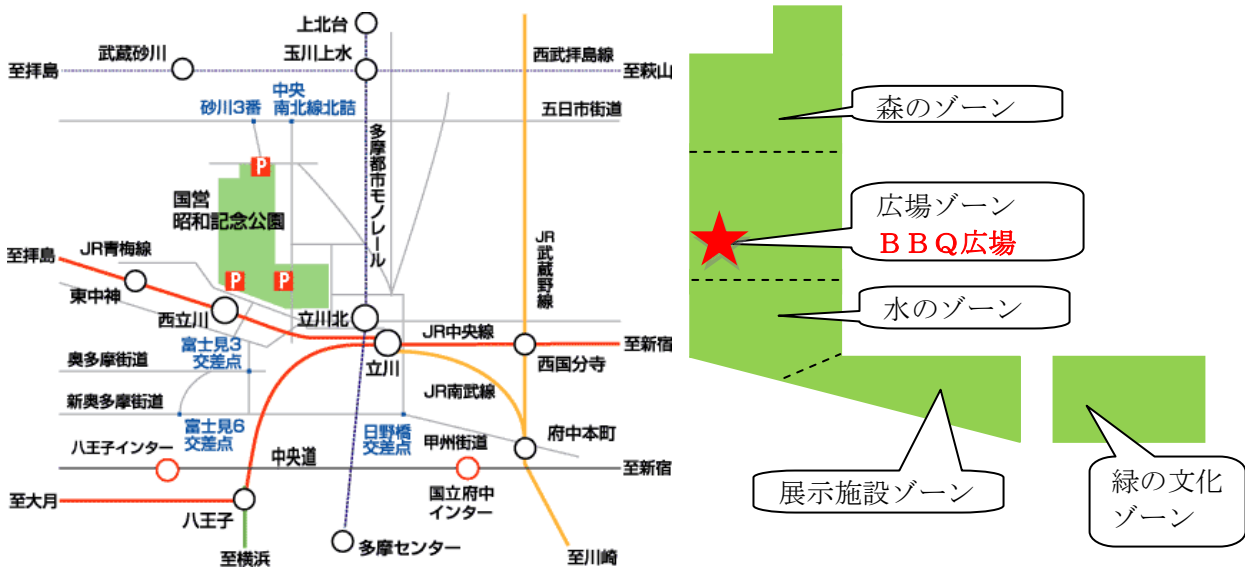 上北台
武蔵砂川
玉川上水
西武拝島線
至拝島
至萩山
中央
南北線北詰
砂川3番
五日市街道
多摩都市モノレール
P
国営
昭和記念公園
JR青梅線
JR武蔵野線
至拝島
P
P
東中神
西立川
立川北
JR中央線
富士見3
交差点
立川
西国分寺
至新宿
奥多摩街道
JR南武線
新奥多摩街道
富士見6
交差点
日野橋
交差点
甲州街道
府中本町
八王子インター
中央道
至新宿
至大月
国立府中
インター
八王子
多摩センター
至横浜
至川崎
森のゾーン
広場ゾーン
ＢＢＱ広場
水のゾーン
展示施設ゾーン
緑の文化
ゾーン